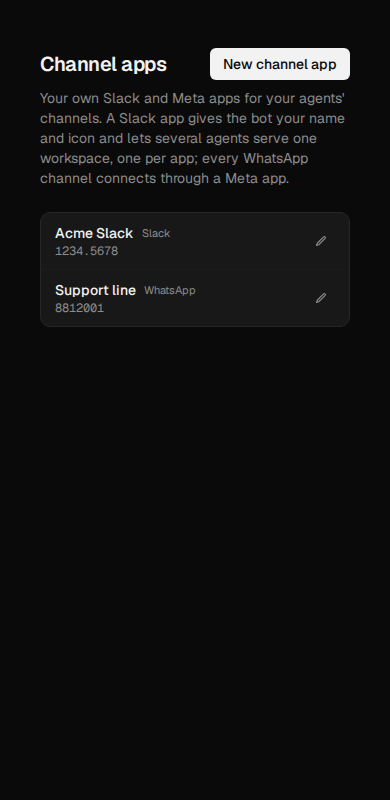 Channel apps
New channel app
Your own Slack and Meta apps for your agents'
channels. A Slack app gives the bot your name
and icon and lets several agents serve one
workspace, one per app; every WhatsApp
channel connects through a Meta app.
Acme Slack Slack
1234.5678
Support line WhatsApp
8812001